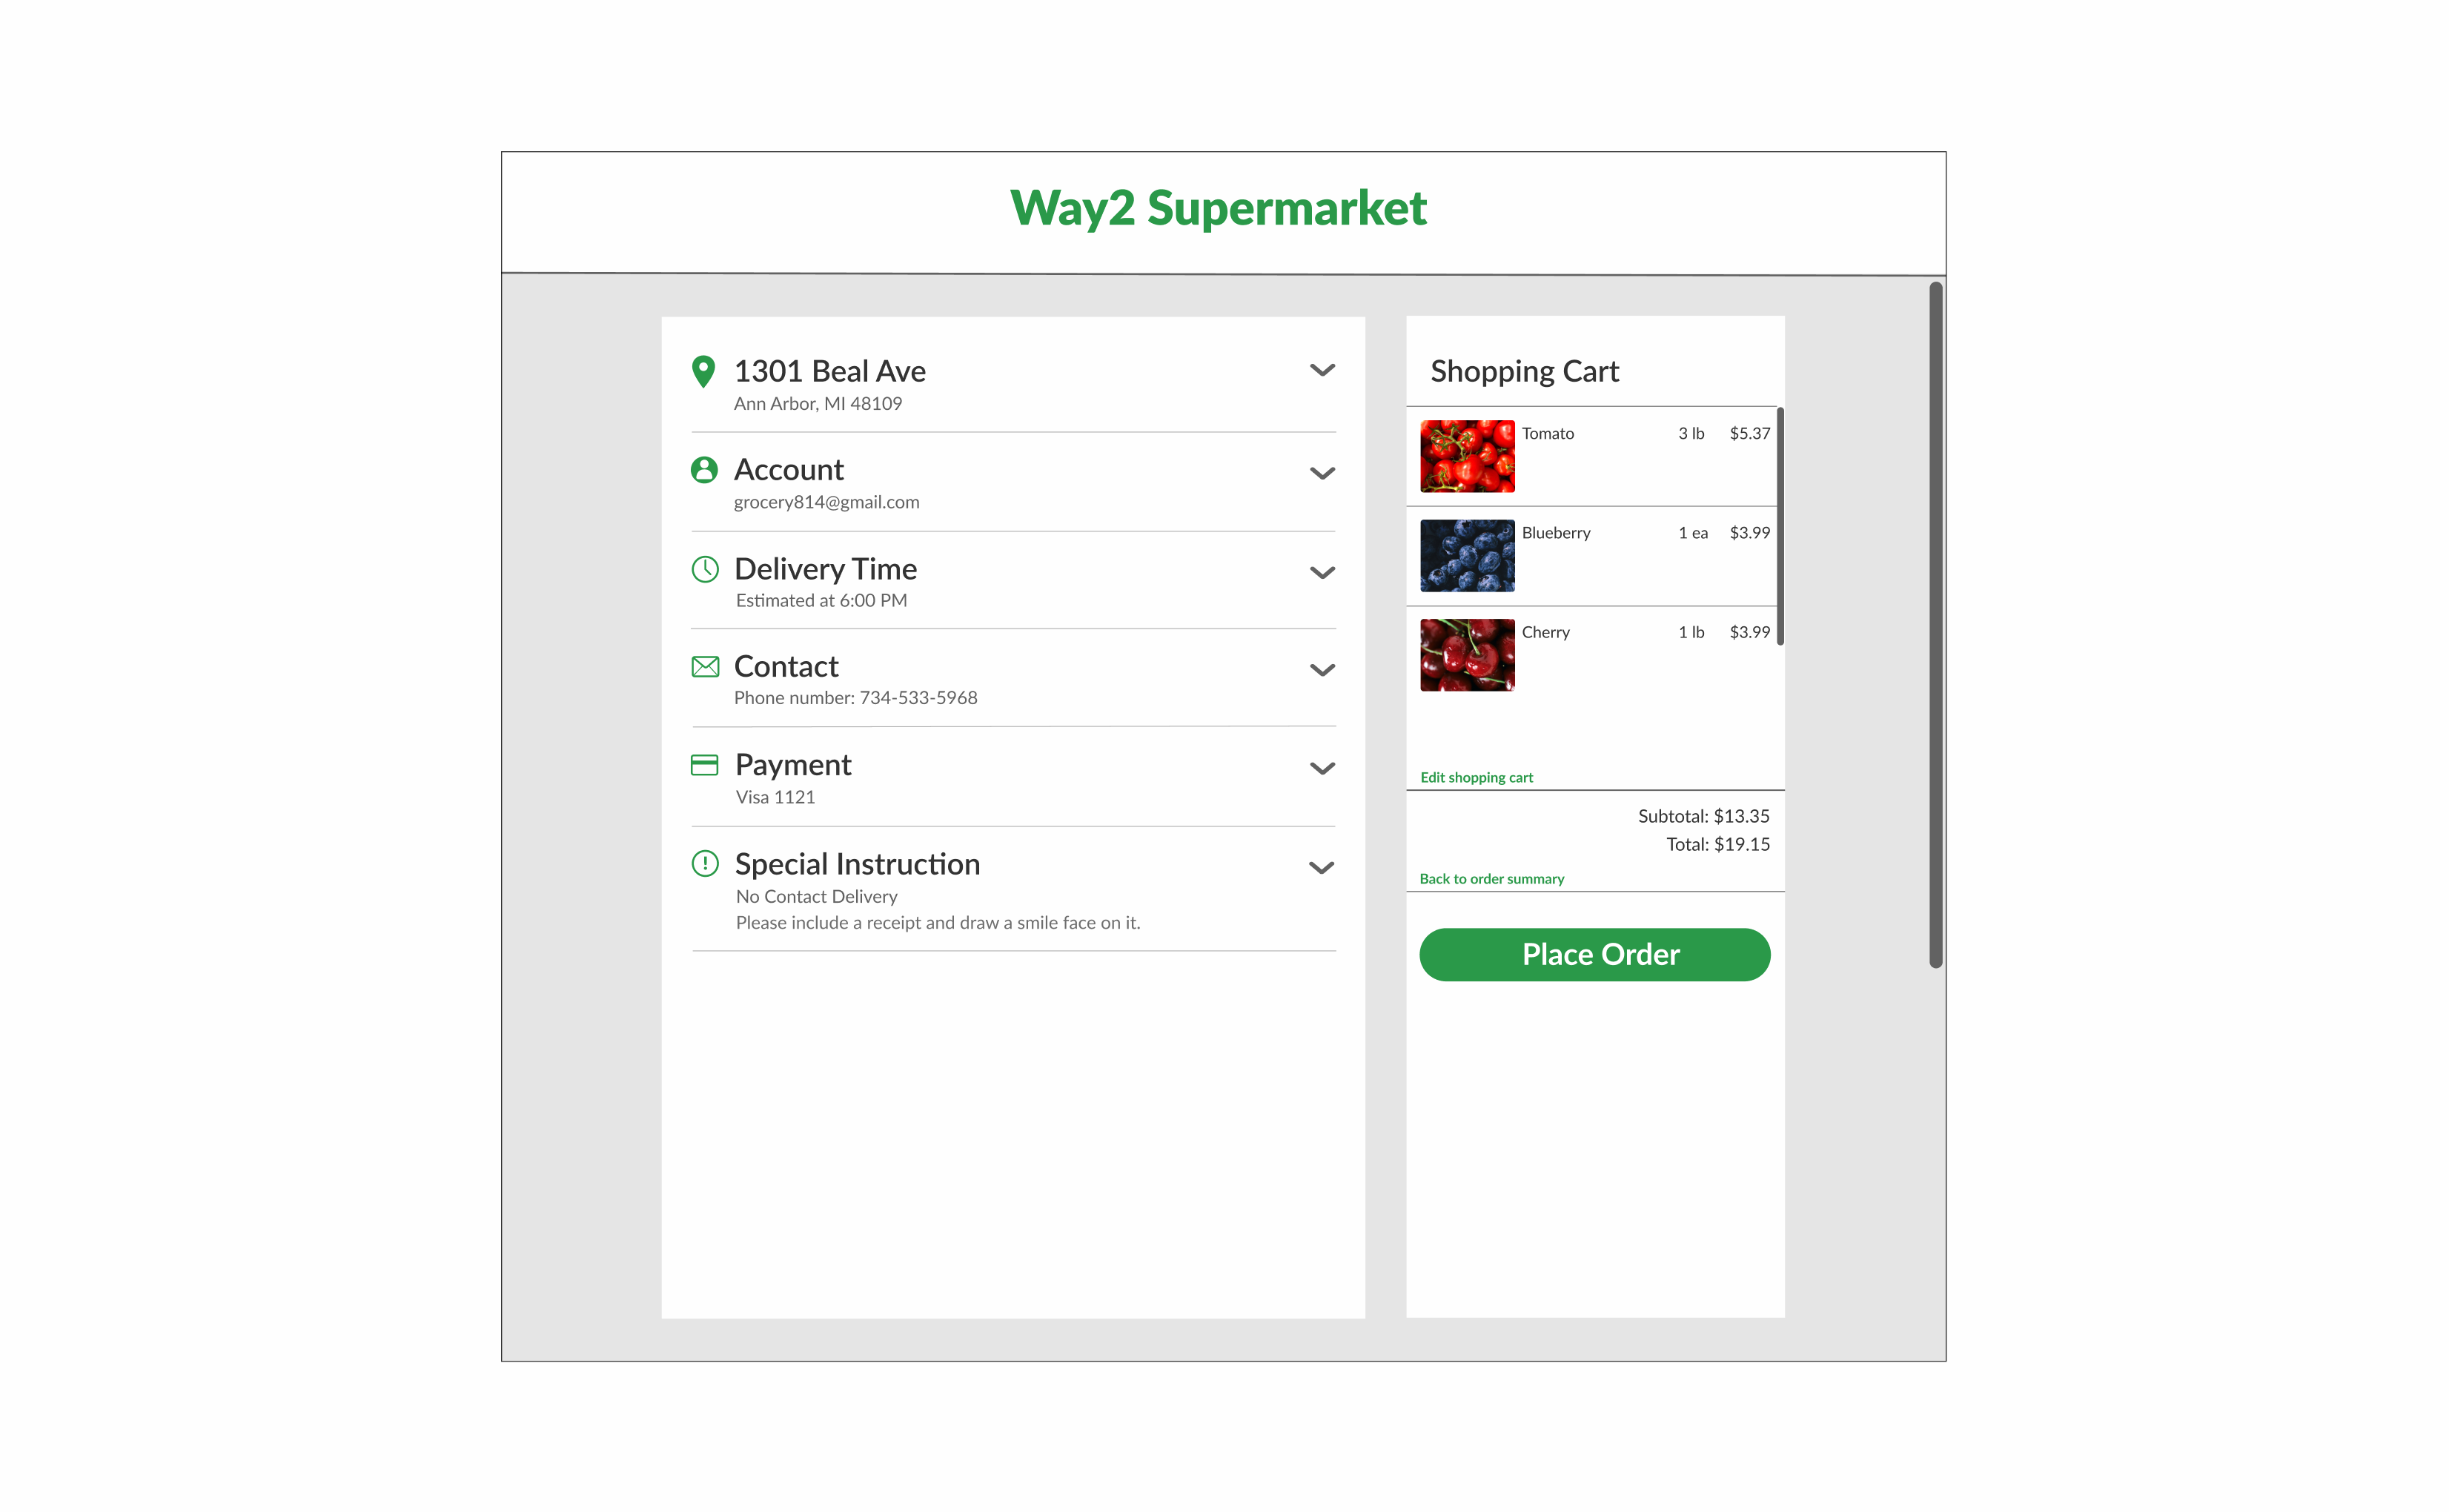 Way2 Supermarket
1301 Beal Ave
Ann Arbor, MI 48109
Account
grocery814@gmail.com
Delivery Time
Estimated at 6:00 PM
Contact
Phone number: 734-533-5968
Payment
Visa 1121
Special Instruction
No Contact Delivery
Please include a receipt and draw a smile face on it.
Shopping Cart
Tomato 3 lb $5.37
Blueberry 1 ea $3.99
Cherry 1 lb $3.99
Edit shopping cart
Subtotal: $13.35
Total: $19.15
Back to order summary
Place Order